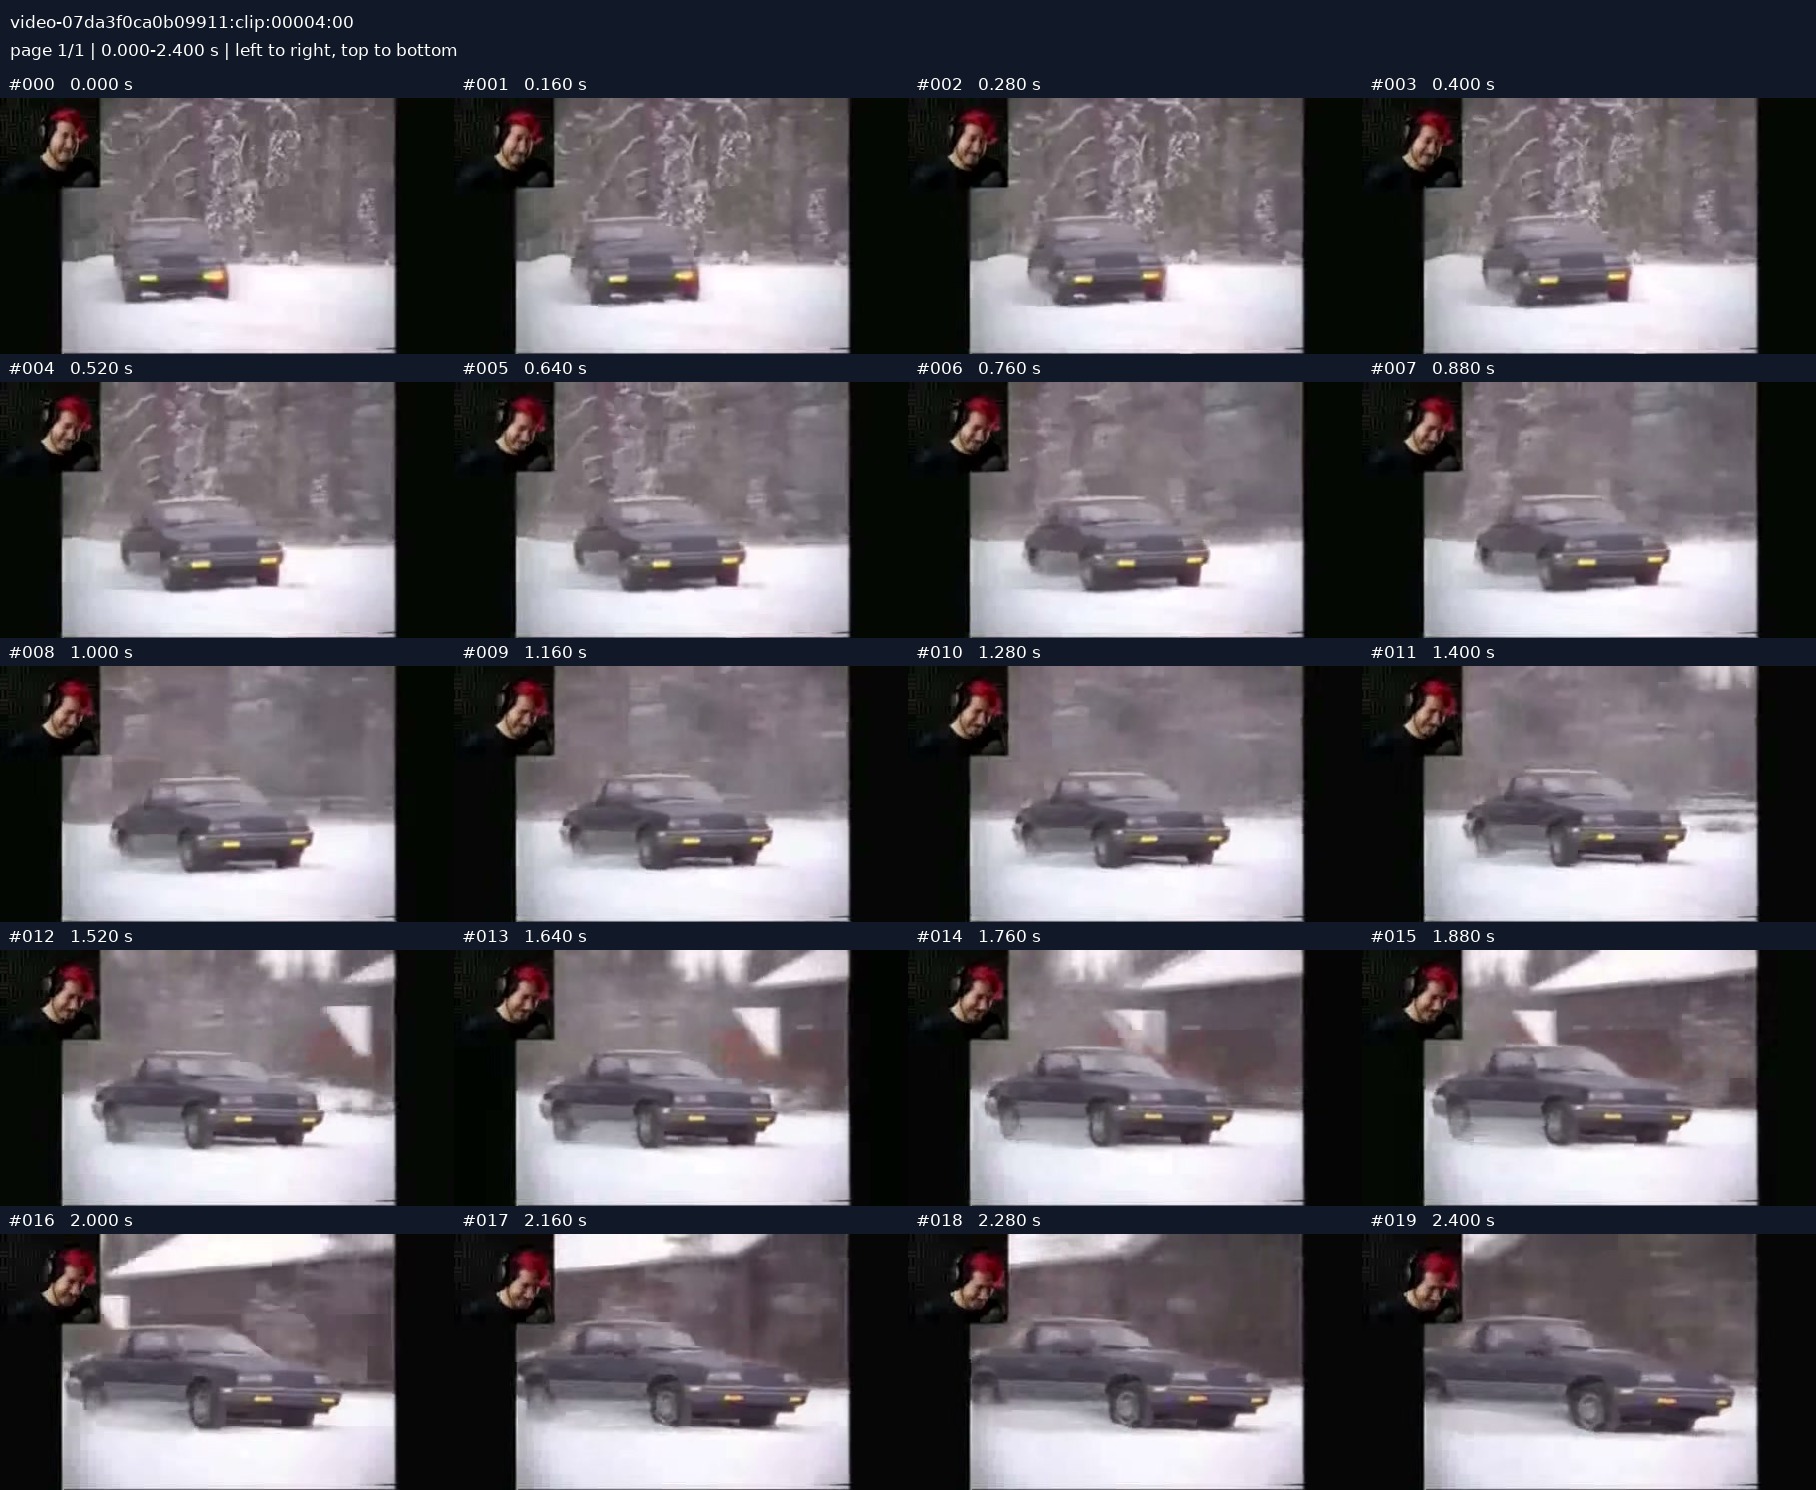 video-07da3f0ca0b09911:clip:00004:00
page 1/1 | 0.000-2.400 s | left to right, top to bottom
#000 0.000 s
#001 0.160 s
#002 0.280 s
#003 0.400 s
#004 0.520 s
#005 0.640 s
#006 0.760 s
#007 0.880 s
#008 1.000 s
#009 1.160 s
#010 1.280 s
#011 1.400 s
#012 1.520 s
#013 1.640 s
#014 1.760 s
#015 1.880 s
#016 2.000 s
#017 2.160 s
#018 2.280 s
#019 2.400 s